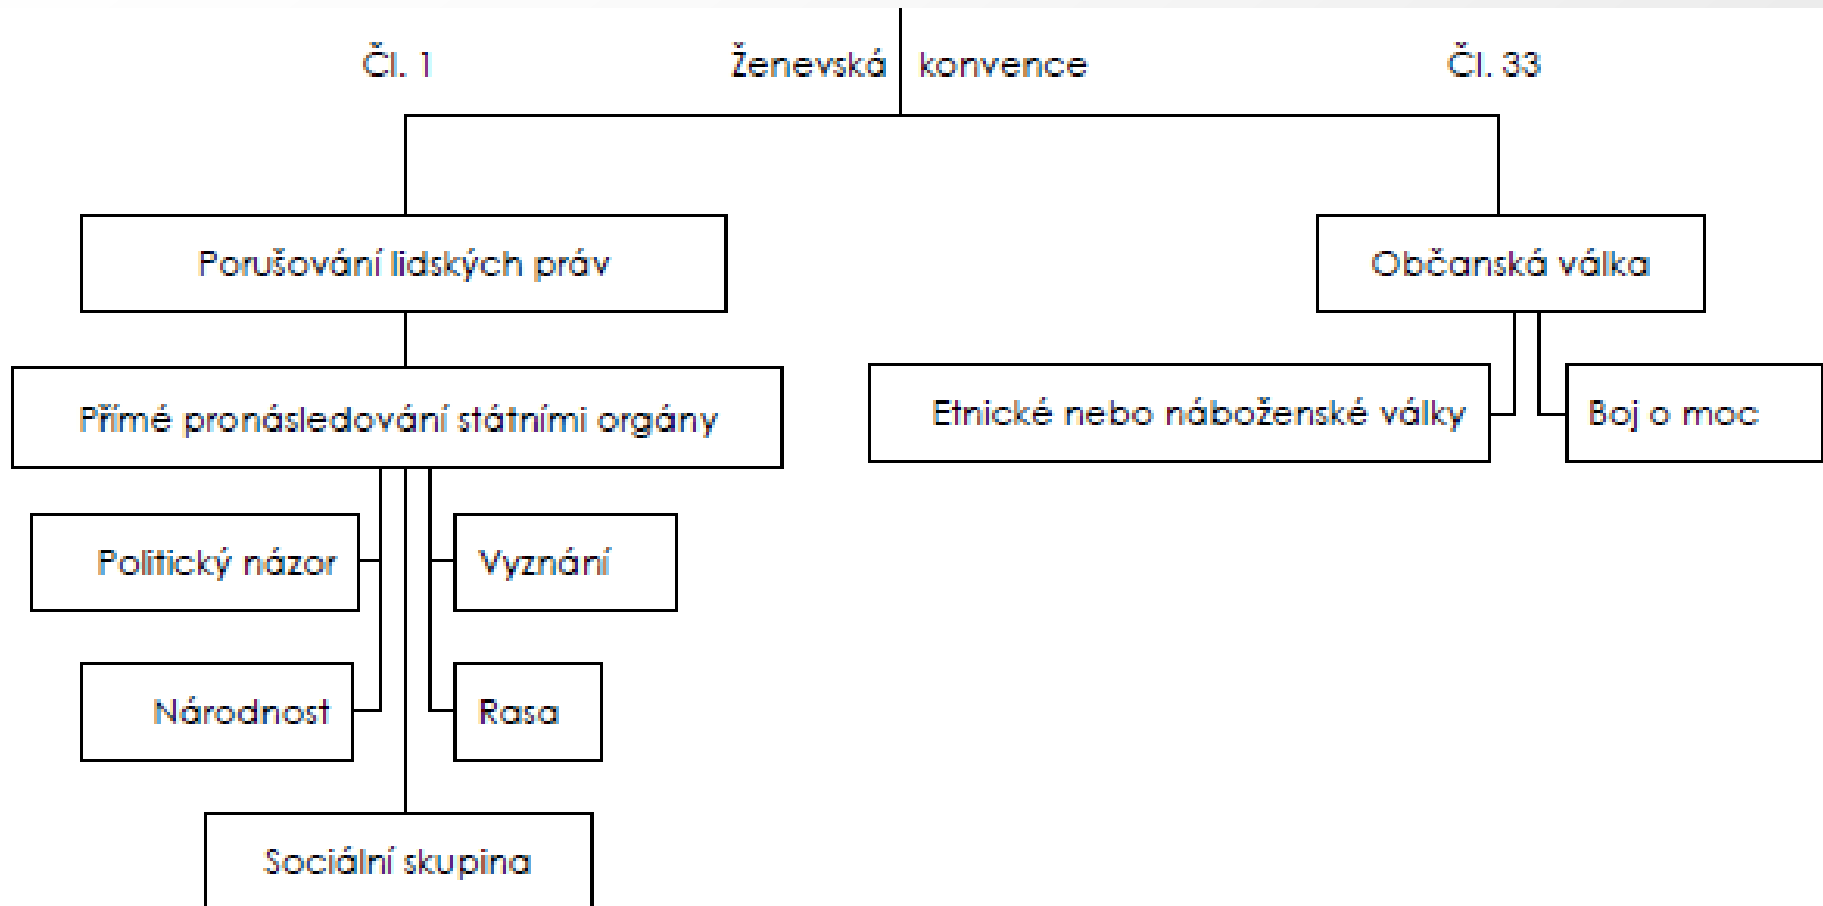 Čl. 1
Ženevská konvence
Čl. 33
Porušování lidských práv
Občanská válka
Přímé pronásledování státními orgány
Etnické nebo náboženské války
Boj o moc
Politický názor
Vyznání
Národnost
Rasa
Sociální skupina